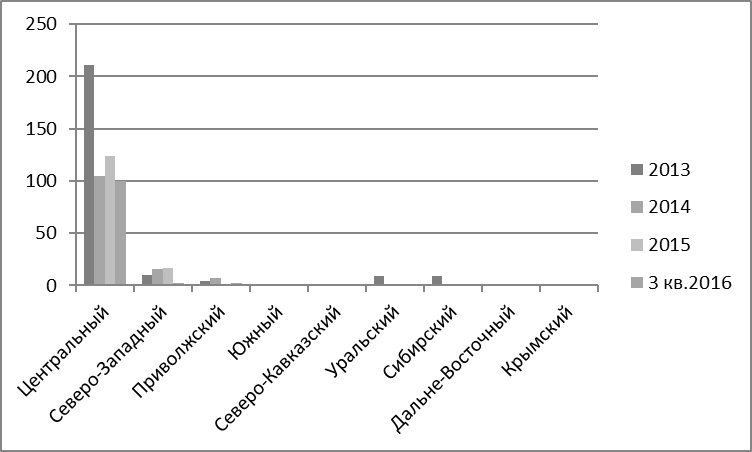 250
200
150
100
50
0
Центральный
Северо-Западный
Приволжский
Южный
Северо-Кавказский
Уральский
Сибирский
Дальне-Восточный
Крымский
2013
2014
2015
3 кв.2016